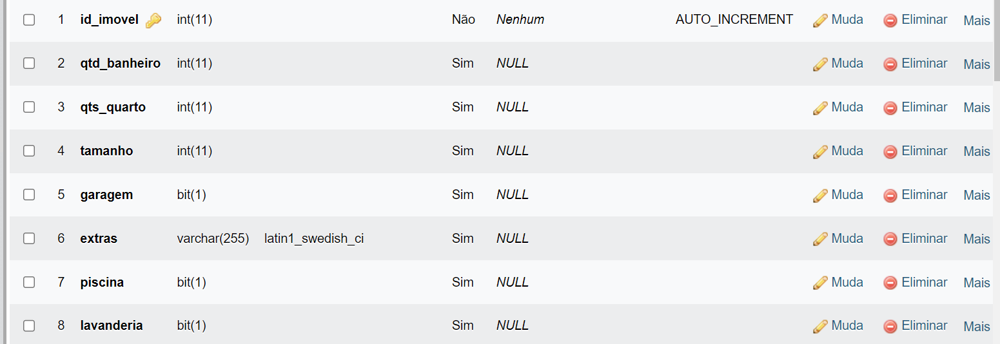 1 id_imovel int(11) Não Nenhum AUTO_INCREMENT Muda Eliminar Mais
2 qtd_banheiro int(11) Sim NULL Muda Eliminar Mais
3 qts_quarto int(11) Sim NULL Muda Eliminar Mais
4 tamanho int(11) Sim NULL Muda Eliminar Mais
5 garagem bit(1) Sim NULL Muda Eliminar Mais
6 extras varchar(255) latin1_swedish_ci Sim NULL Muda Eliminar Mais
7 piscina bit(1) Sim NULL Muda Eliminar Mais
8 lavanderia bit(1) Sim NULL Muda Eliminar Mais